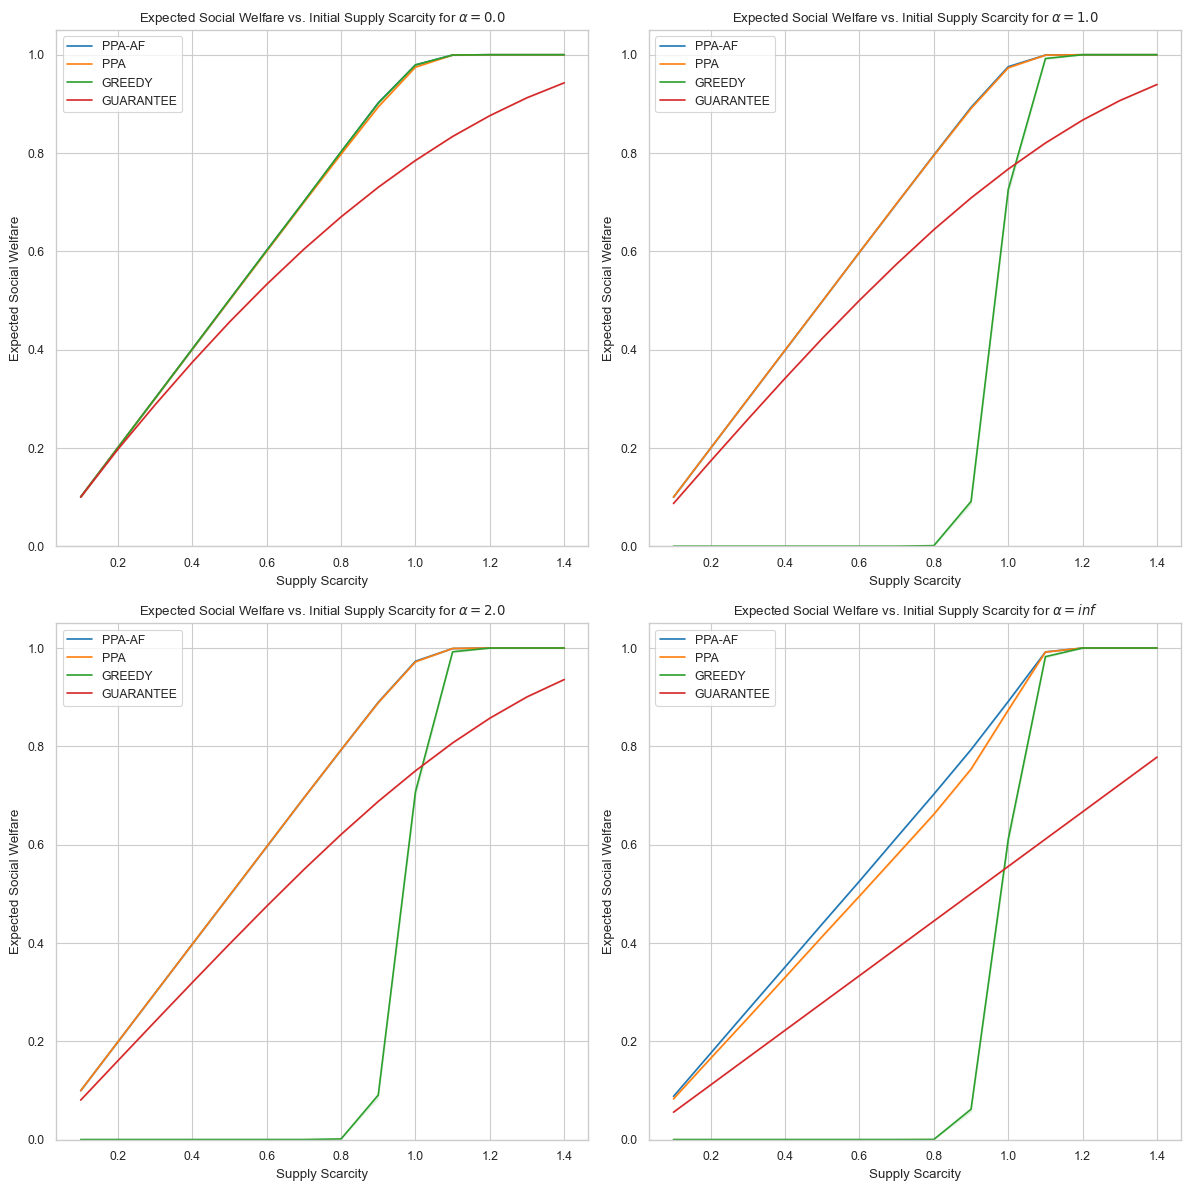 Expected Social Welfare vs. Initial Supply Scarcity for α = 0.0
PPA-AF
PPA
GREEDY
GUARANTEE
1.0
0.8
0.6
0.4
0.2
0.0
Expected Social Welfare
0.2 0.4 0.6 0.8 1.0 1.2 1.4
Supply Scarcity
Expected Social Welfare vs. Initial Supply Scarcity for α = 1.0
PPA-AF
PPA
GREEDY
GUARANTEE
1.0
0.8
0.6
0.4
0.2
0.0
Expected Social Welfare
0.2 0.4 0.6 0.8 1.0 1.2 1.4
Supply Scarcity
Expected Social Welfare vs. Initial Supply Scarcity for α = 2.0
PPA-AF
PPA
GREEDY
GUARANTEE
1.0
0.8
0.6
0.4
0.2
0.0
Expected Social Welfare
0.2 0.4 0.6 0.8 1.0 1.2 1.4
Supply Scarcity
Expected Social Welfare vs. Initial Supply Scarcity for α = inf
PPA-AF
PPA
GREEDY
GUARANTEE
1.0
0.8
0.6
0.4
0.2
0.0
Expected Social Welfare
0.2 0.4 0.6 0.8 1.0 1.2 1.4
Supply Scarcity